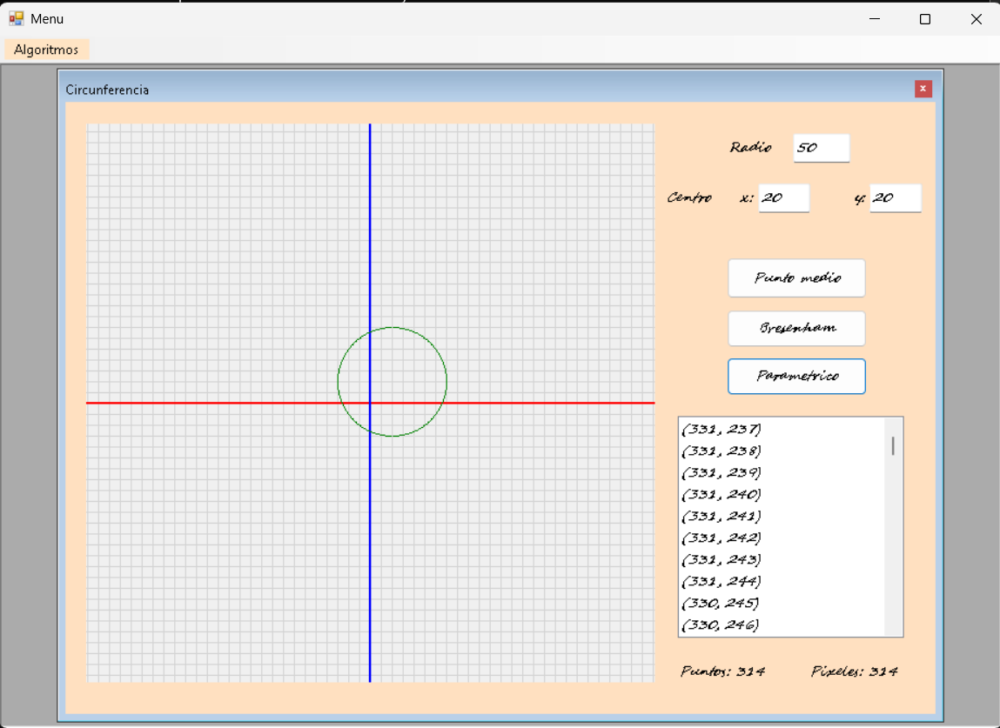 Menu
Algoritmos
Circunferencia
Radio 50
Centro x: 20 y: 20
Punto medio
Bresenham
Parametrico
(331, 237)
(331, 238)
(331, 239)
(331, 240)
(331, 241)
(331, 242)
(331, 243)
(331, 244)
(330, 245)
(330, 246)
Puntos: 314 Pixeles: 314